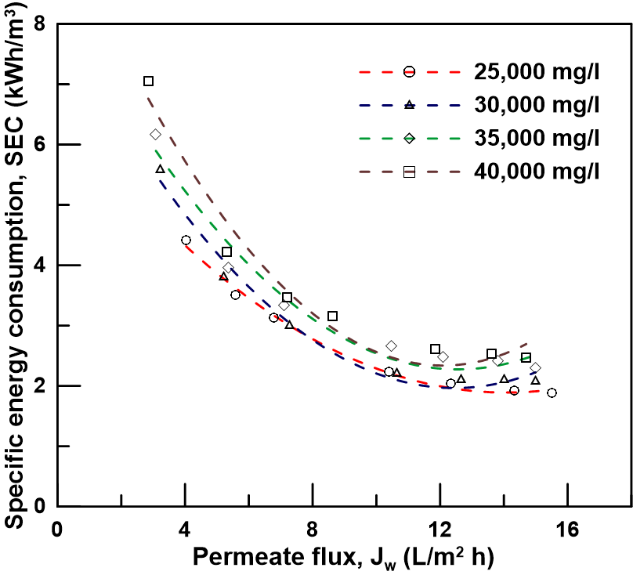 Specific energy consumption, SEC (kWh/m³)
8
6
4
2
0
25,000 mg/l
30,000 mg/l
35,000 mg/l
40,000 mg/l
0 4 8 12 16
Permeate flux, Jw (L/m² h)